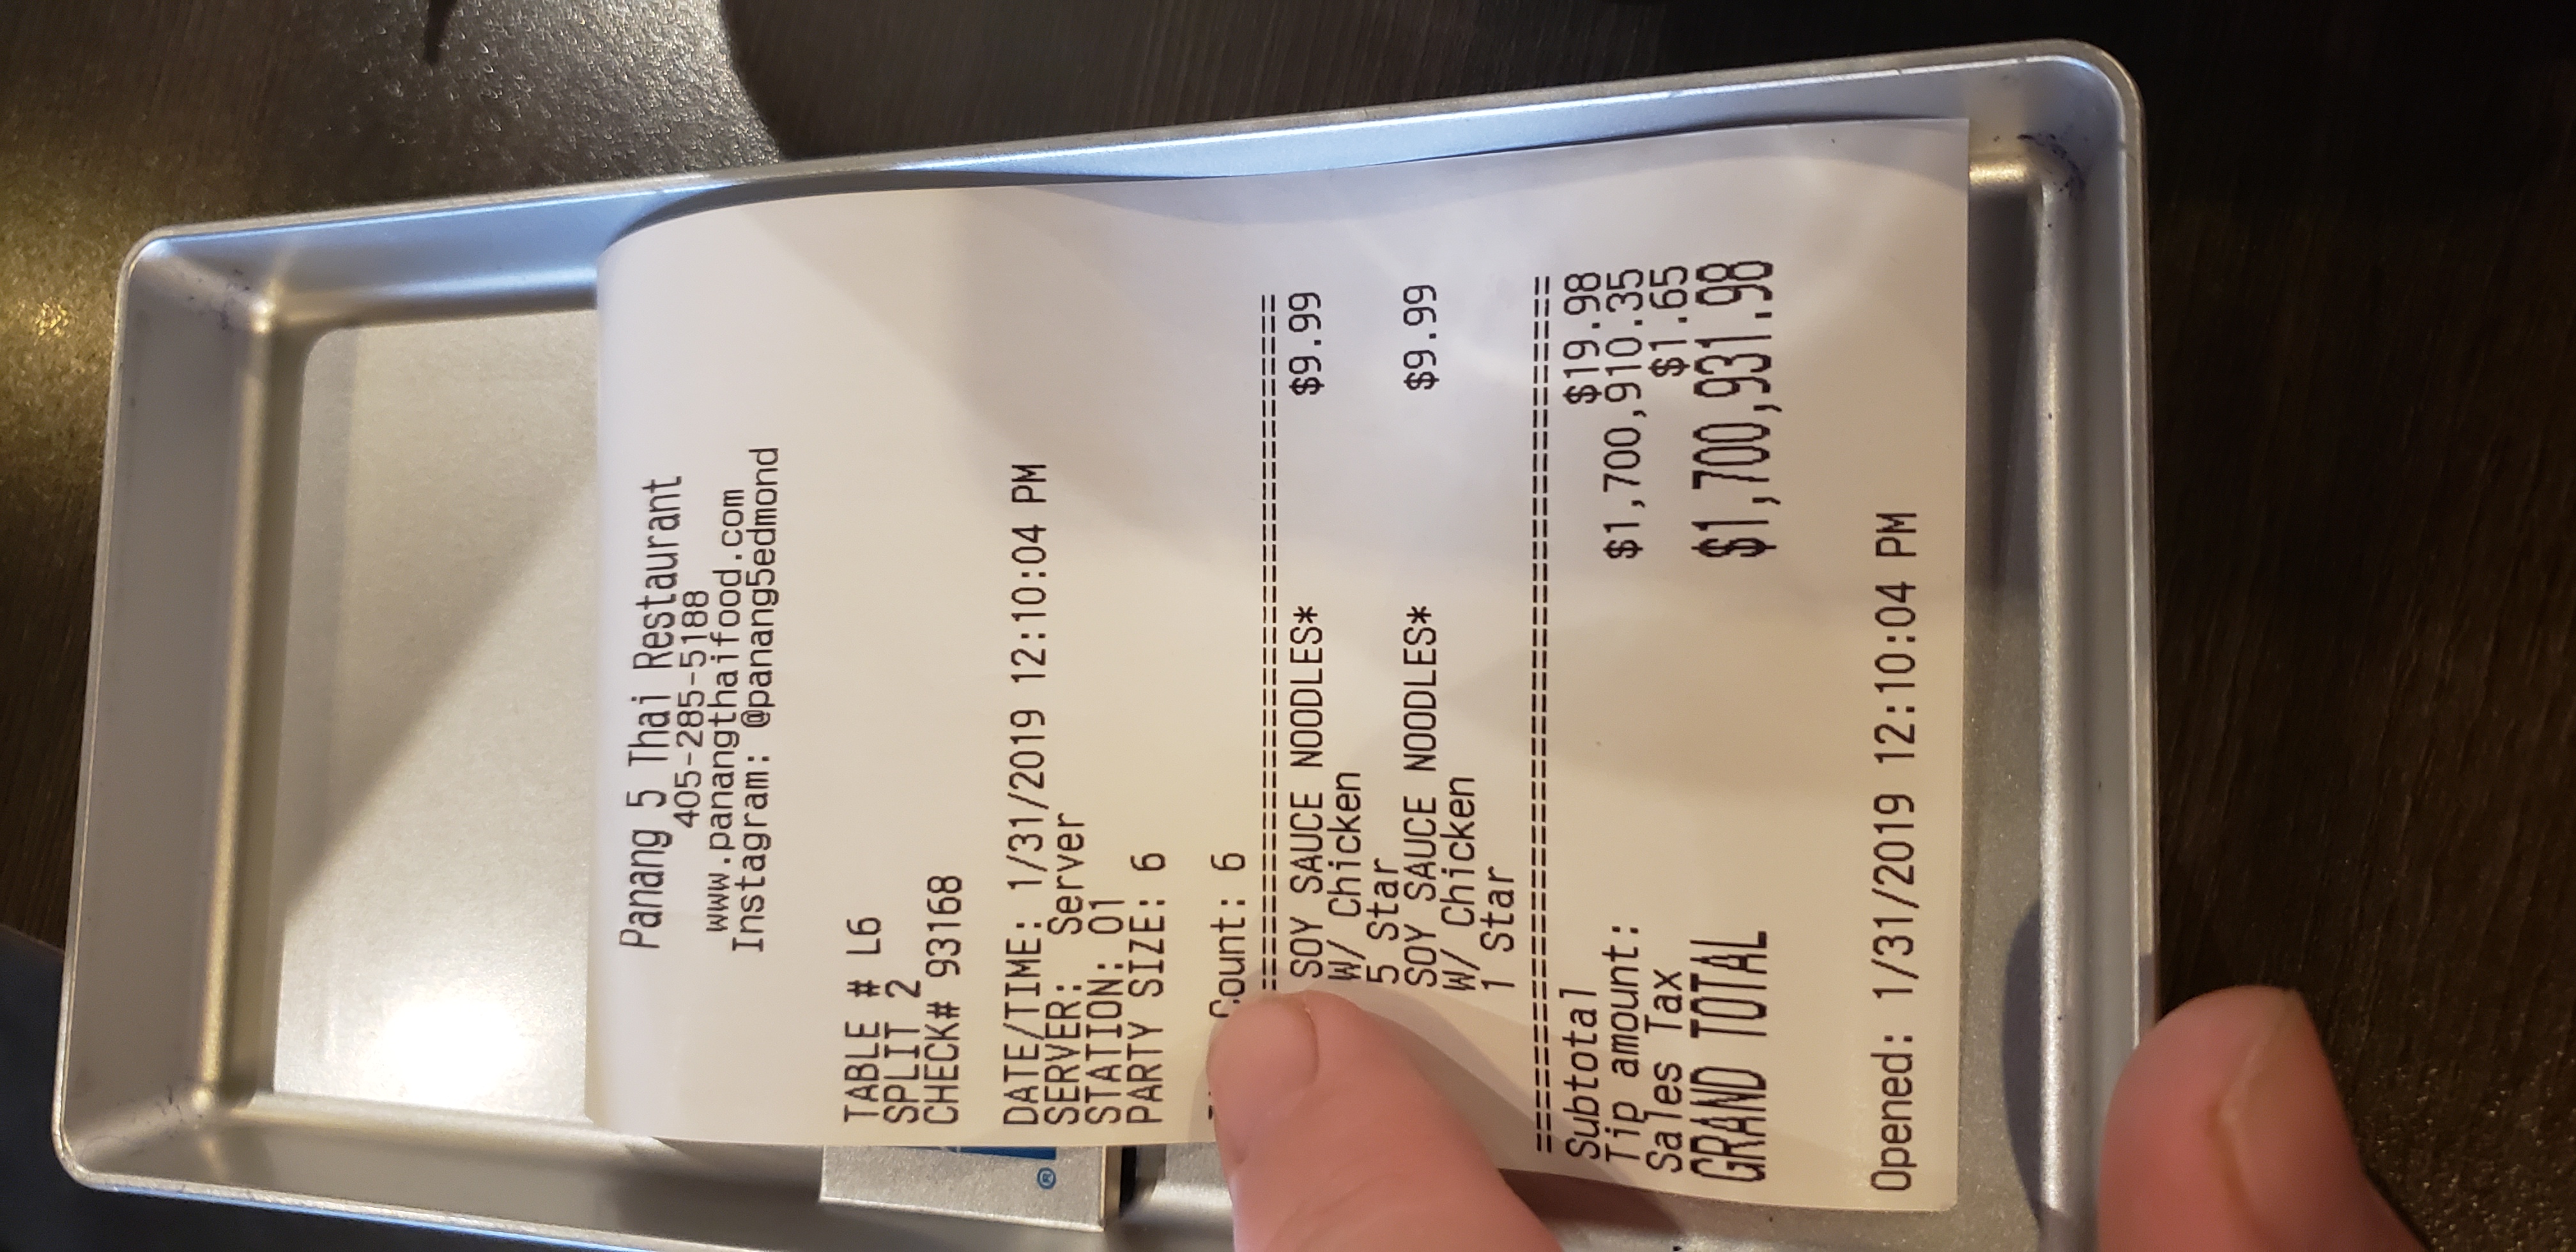 Panang 5 Thai Restaurant
405-285-5188
www.panangthaifood.com
Instagram: @panang5edmond
TABLE # L6
SPLIT 2
CHECK# 93168
DATE/TIME: 1/31/2019 12:10:04 PM
SERVER: Server
STATION: 01
PARTY SIZE: 6
Count: 6
SOY SAUCE NOODLES* $9.99
W/ Chicken
5 Star
SOY SAUCE NOODLES* $9.99
W/ Chicken
1 Star
Subtotal $19.98
Tip amount: $1,700,910.35
Sales Tax $1.65
GRAND TOTAL $1,700,931.98
Opened: 1/31/2019 12:10:04 PM
®